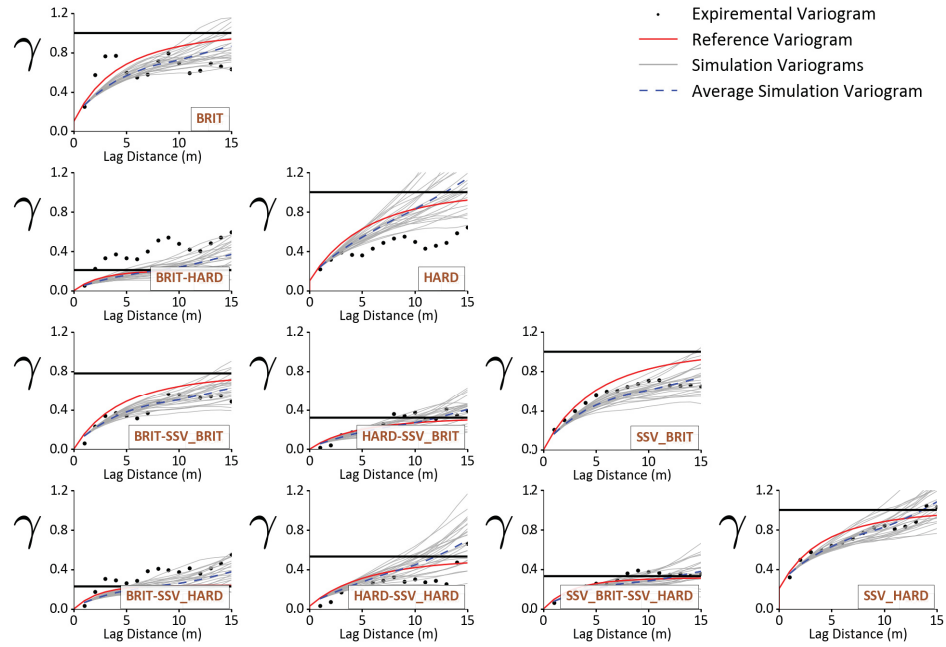 Expiremental Variogram
Reference Variogram
Simulation Variograms
Average Simulation Variogram
γ
0.0 0.4 0.8 1.2
BRIT
0 5 10 15
Lag Distance (m)
γ
0.0 0.4 0.8 1.2
BRIT-HARD
0 5 10 15
Lag Distance (m)
γ
0.0 0.4 0.8 1.2
HARD
0 5 10 15
Lag Distance (m)
γ
0.0 0.4 0.8 1.2
BRIT-SSV_BRIT
0 5 10 15
Lag Distance (m)
γ
0.0 0.4 0.8 1.2
HARD-SSV_BRIT
0 5 10 15
Lag Distance (m)
γ
0.0 0.4 0.8 1.2
SSV_BRIT
0 5 10 15
Lag Distance (m)
γ
0.0 0.4 0.8 1.2
BRIT-SSV_HARD
0 5 10 15
Lag Distance (m)
γ
0.0 0.4 0.8 1.2
HARD-SSV_HARD
0 5 10 15
Lag Distance (m)
γ
0.0 0.4 0.8 1.2
SSV_BRIT-SSV_HARD
0 5 10 15
Lag Distance (m)
γ
0.0 0.4 0.8 1.2
SSV_HARD
0 5 10 15
Lag Distance (m)